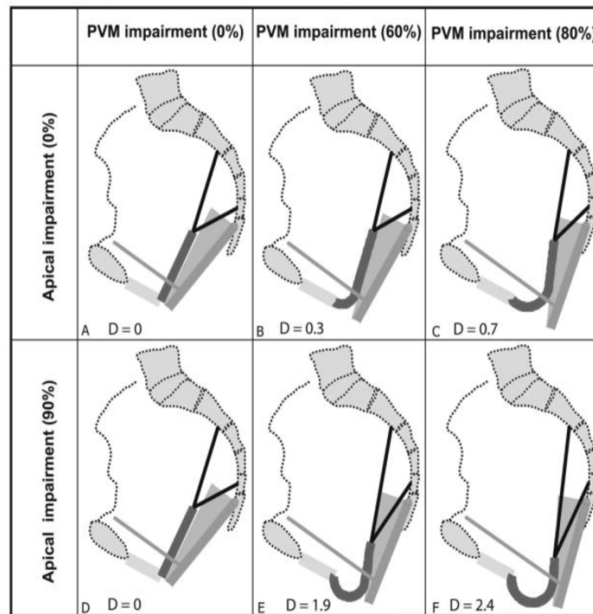 PVM impairment (0%) PVM impairment (60%) PVM impairment (80%)
Apical impairment (0%)
A D = 0
B D = 0.3
C D = 0.7
Apical impairment (90%)
D D = 0
E D = 1.9
F D = 2.4